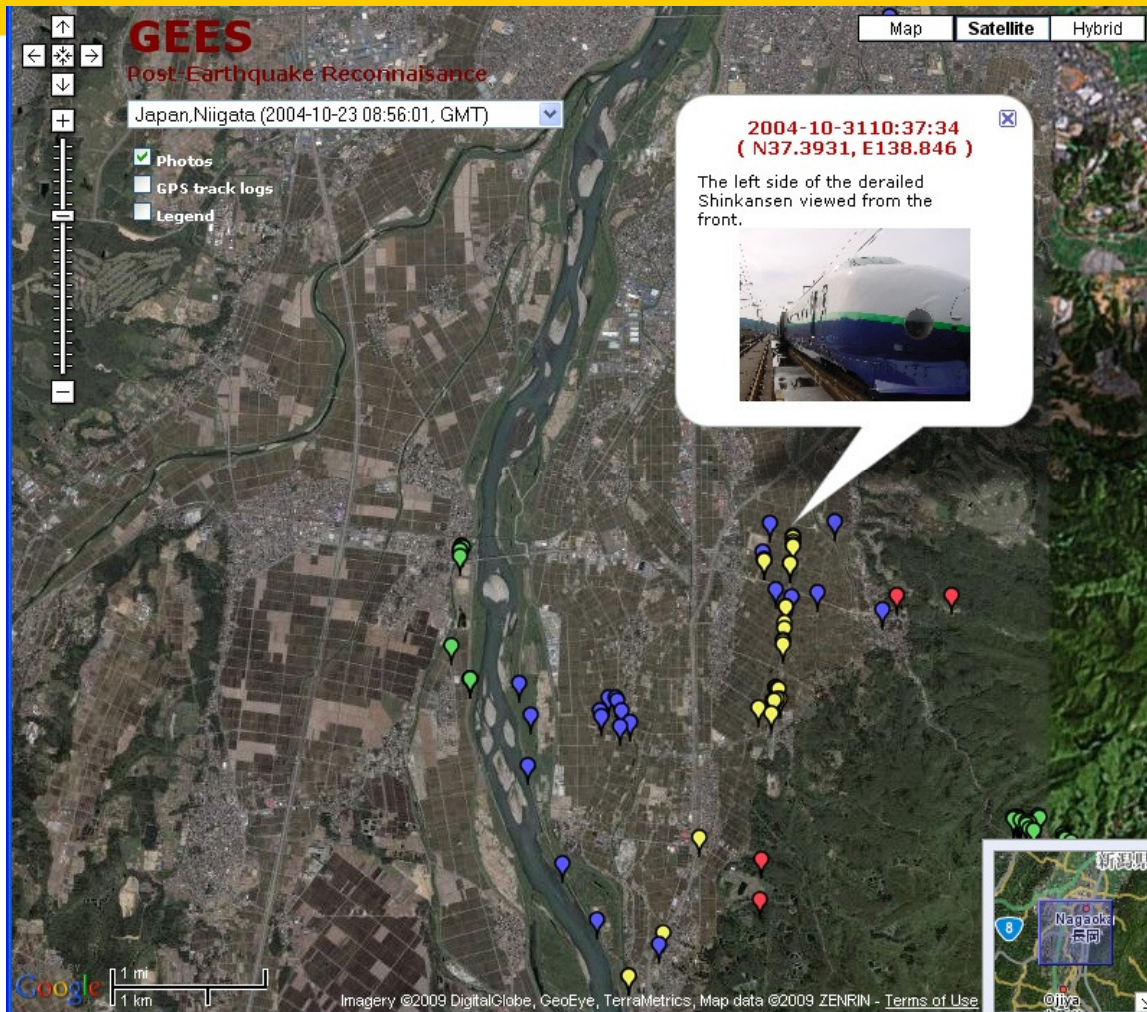 GEES
Post-Earthquake Reconnaisance
Japan,Niigata (2004-10-23 08:56:01, GMT)
Photos
GPS track logs
Legend
Map
Satellite
Hybrid
2004-10-3110:37:34
( N37.3931, E138.846 )
The left side of the derailed
Shinkansen viewed from the
front.
新潟県
8
Nagaoka
長岡
Ojiya
Google
1 mi
1 km
Imagery ©2009 DigitalGlobe, GeoEye, TerraMetrics, Map data ©2009 ZENRIN - Terms of Use